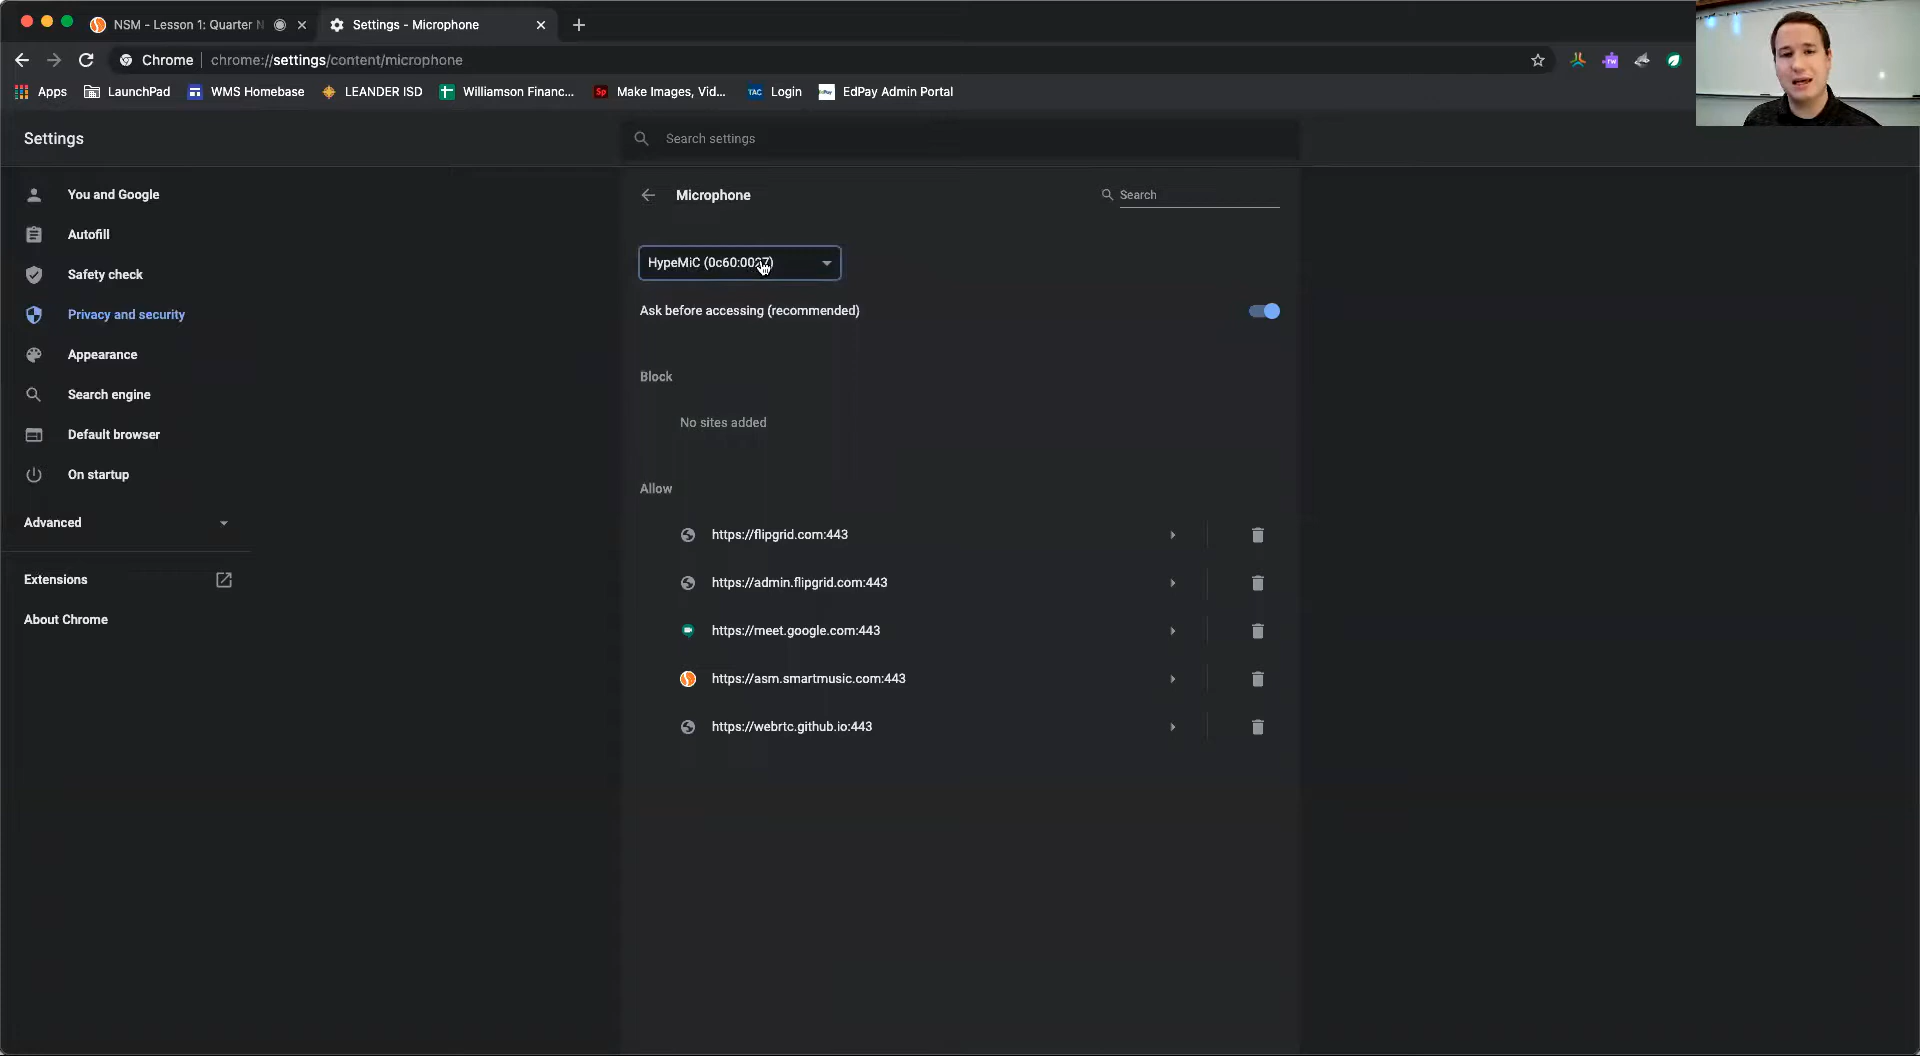 NSM - Lesson 1: Quarter N
Settings - Microphone
Chrome
chrome://settings/content/microphone
Apps
LaunchPad
WMS Homebase
LEANDER ISD
Williamson Financ...
Sp
Make Images, Vid...
TAC
Login
EdPay Admin Portal
Settings
Search settings
You and Google
Autofill
Safety check
Privacy and security
Appearance
Search engine
Default browser
On startup
Advanced
Extensions
About Chrome
Microphone
Search
HypeMiC (0c60:0027)
Ask before accessing (recommended)
Block
No sites added
Allow
https://flipgrid.com:443
https://admin.flipgrid.com:443
https://meet.google.com:443
https://asm.smartmusic.com:443
https://webrtc.github.io:443